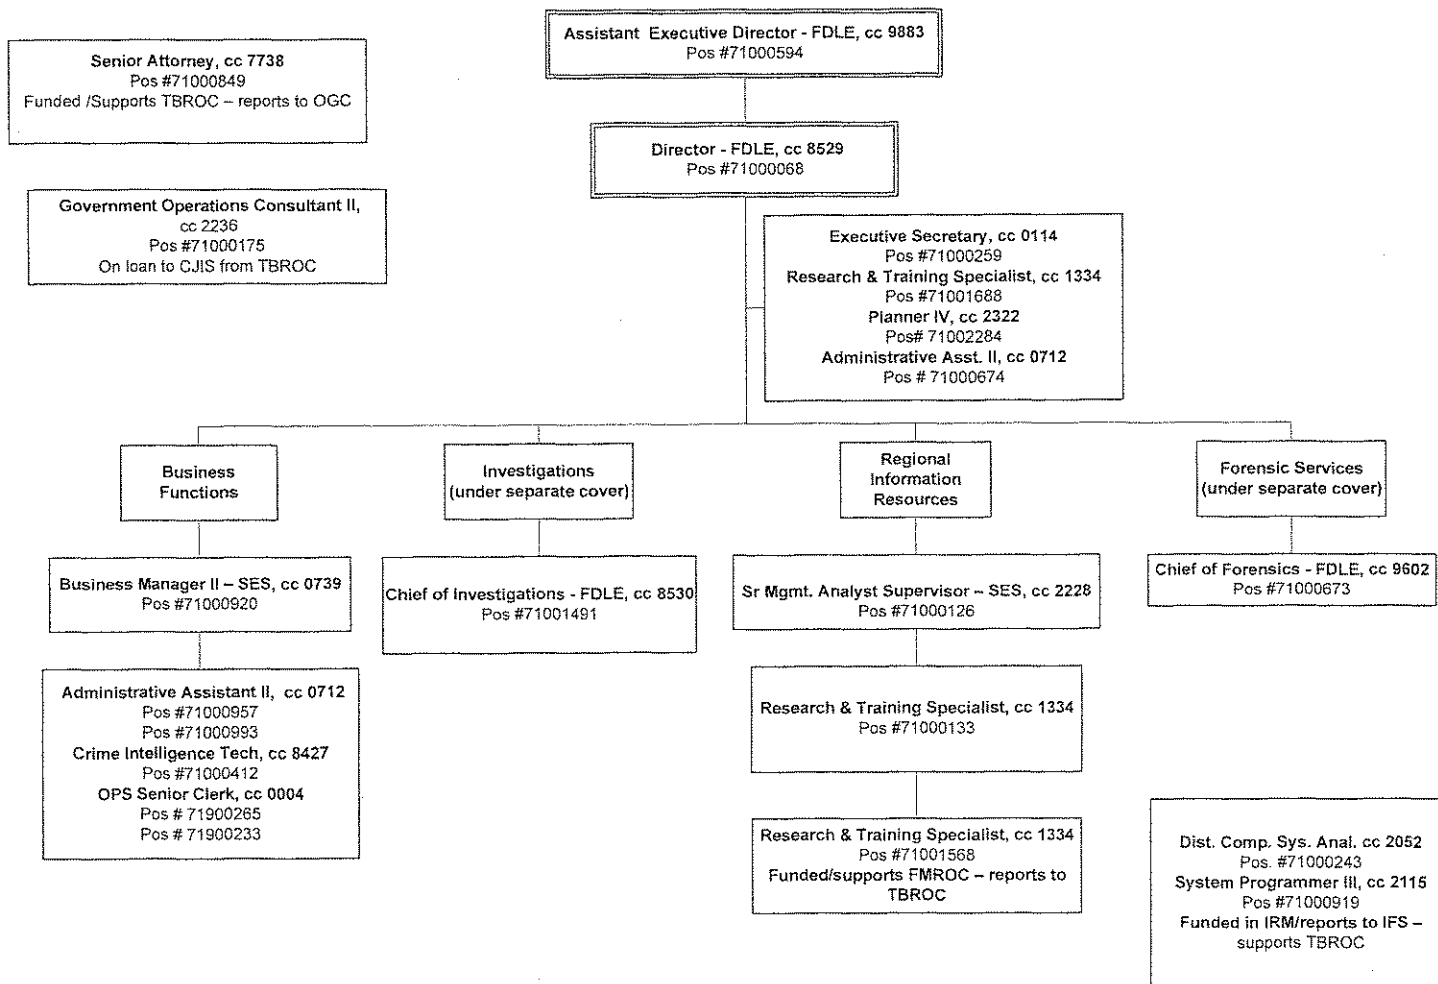 Assistant Executive Director - FDLE, cc 9883
Pos #71000594
Senior Attorney, cc 7738
Pos #71000849
Funded /Supports TBROC – reports to OGC
Director - FDLE, cc 8529
Pos #71000068
Government Operations Consultant II,
cc 2236
Pos #71000175
On loan to CJIS from TBROC
Executive Secretary, cc 0114
Pos #71000259
Research & Training Specialist, cc 1334
Pos #71001688
Planner IV, cc 2322
Pos# 71002284
Administrative Asst. II, cc 0712
Pos # 71000674
Business
Functions
Investigations
(under separate cover)
Regional
Information
Resources
Forensic Services
(under separate cover)
Business Manager II – SES, cc 0739
Pos #71000920
Chief of Investigations - FDLE, cc 8530
Pos #71001491
Sr Mgmt. Analyst Supervisor – SES, cc 2228
Pos #71000126
Chief of Forensics - FDLE, cc 9602
Pos #71000673
Administrative Assistant II, cc 0712
Pos #71000957
Pos #71000993
Crime Intelligence Tech, cc 8427
Pos #71000412
OPS Senior Clerk, cc 0004
Pos # 71900265
Pos # 71900233
Research & Training Specialist, cc 1334
Pos #71000133
Research & Training Specialist, cc 1334
Pos #71001568
Funded/supports FMROC – reports to
TBROC
Dist. Comp. Sys. Anal. cc 2052
Pos. #71000243
System Programmer III, cc 2115
Pos #71000919
Funded in IRM/reports to IFS –
supports TBROC